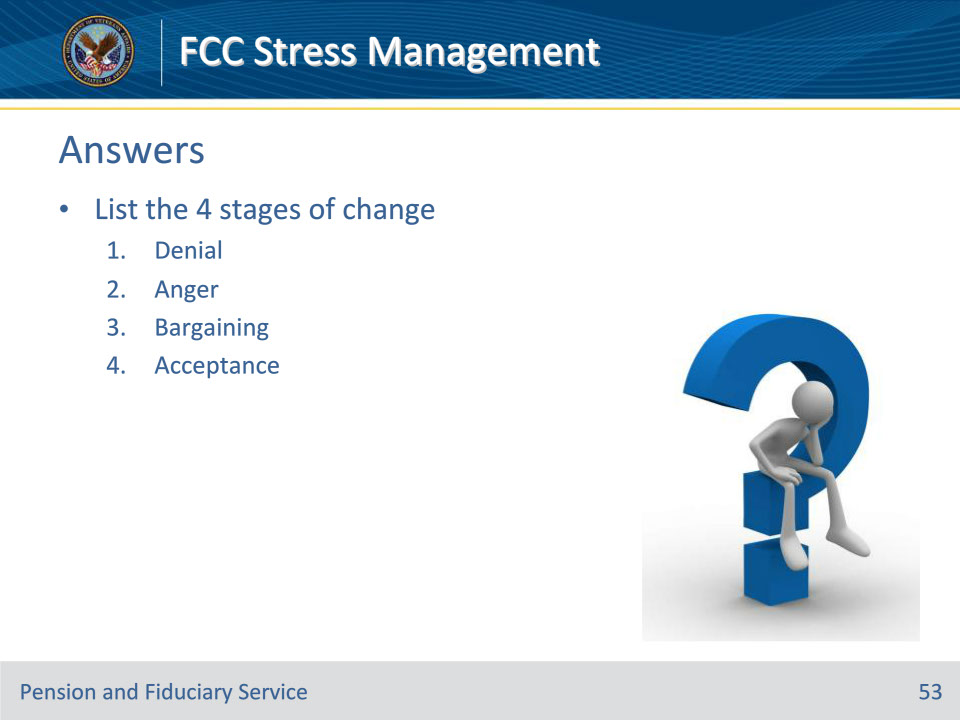 FCC Stress Management
Answers
• List the 4 stages of change
1. Denial
2. Anger
3. Bargaining
4. Acceptance
Pension and Fiduciary Service
53